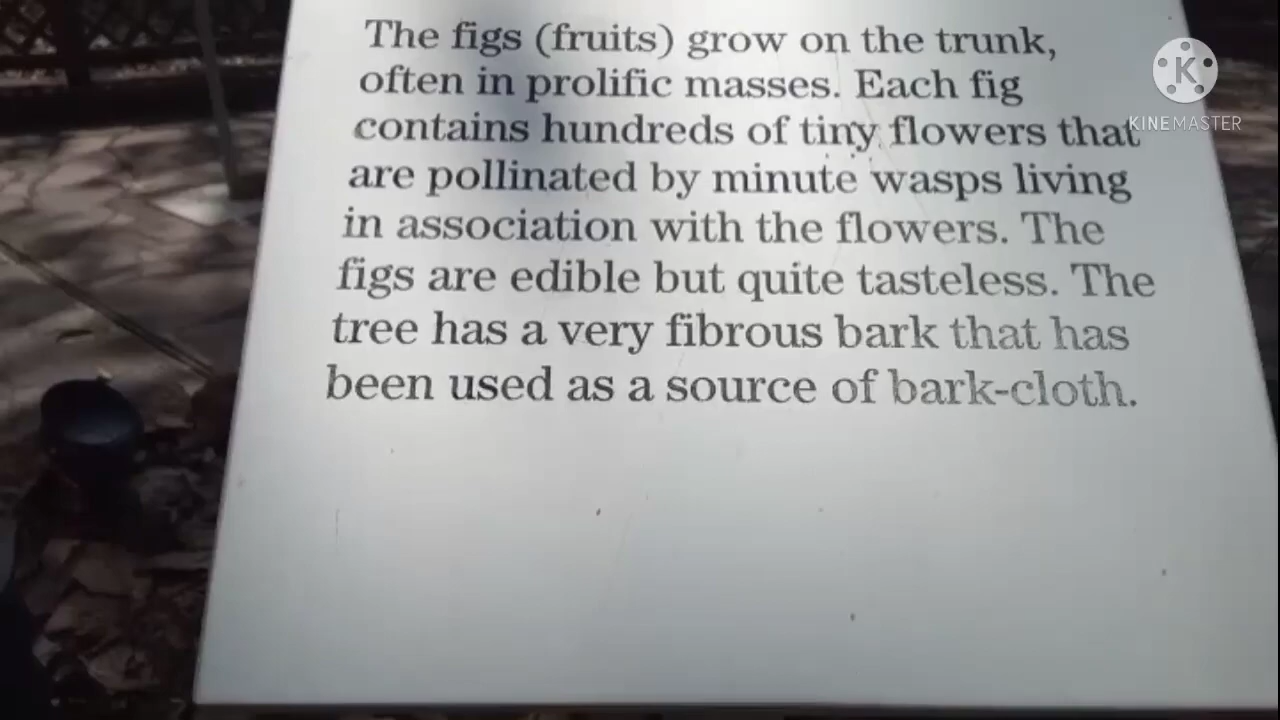 The figs (fruits) grow on the trunk,
often in prolific masses. Each fig
contains hundreds of tiny flowers that
are pollinated by minute wasps living
in association with the flowers. The
figs are edible but quite tasteless. The
tree has a very fibrous bark that has
been used as a source of bark-cloth.
K
KINEMASTER